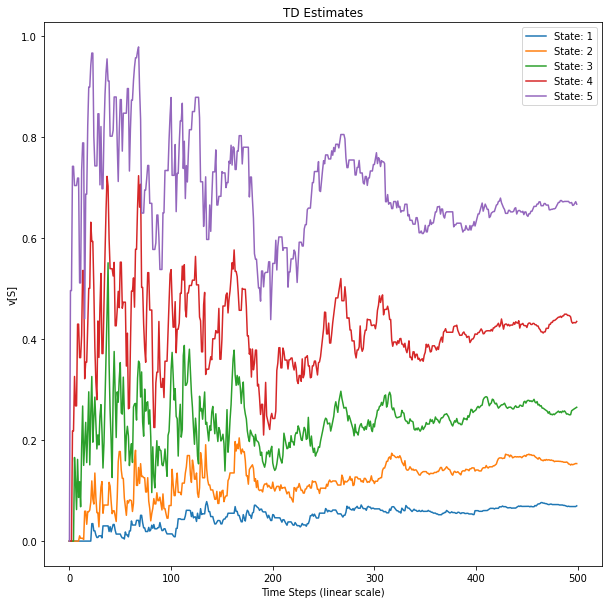 TD Estimates
State: 1
State: 2
State: 3
State: 4
State: 5
v[S]
1.0
0.8
0.6
0.4
0.2
0.0
0
100
200
300
400
500
Time Steps (linear scale)